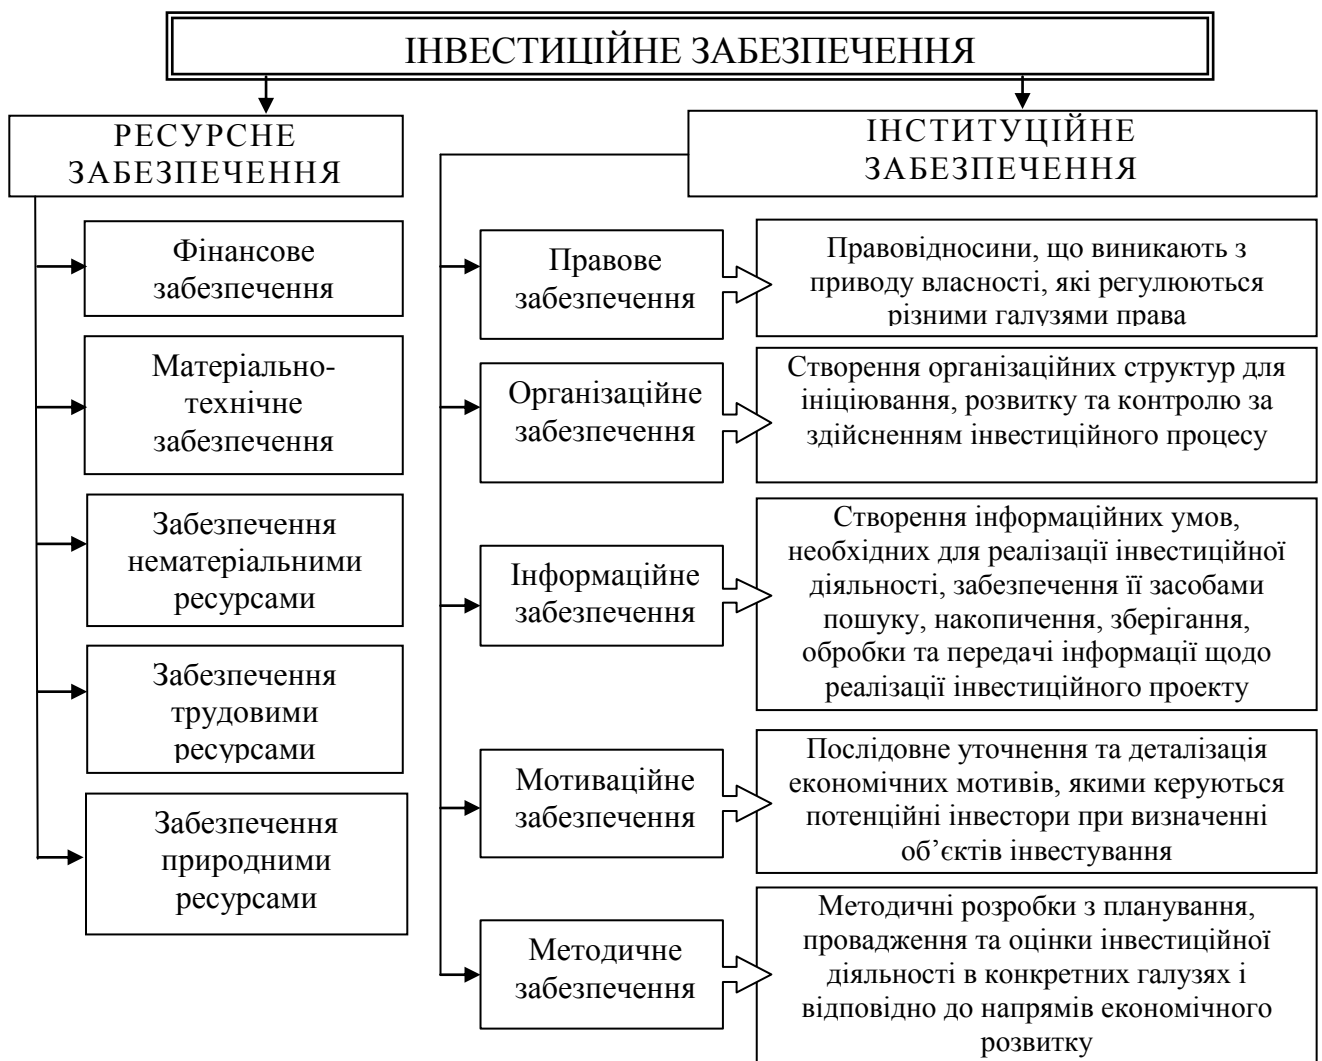 ІНВЕСТИЦІЙНЕ ЗАБЕЗПЕЧЕННЯ
РЕСУРСНЕ
ЗАБЕЗПЕЧЕННЯ
Фінансове
забезпечення
Матеріально-
технічне
забезпечення
Забезпечення
нематеріальними
ресурсами
Забезпечення
трудовими
ресурсами
Забезпечення
природними
ресурсами
ІНСТИТУЦІЙНЕ
ЗАБЕЗПЕЧЕННЯ
Правове
забезпечення
Правовідносини, що виникають з
приводу власності, які регулюються
різними галузями права
Організаційне
забезпечення
Створення організаційних структур для
ініціювання, розвитку та контролю за
здійсненням інвестиційного процесу
Інформаційне
забезпечення
Створення інформаційних умов,
необхідних для реалізації інвестиційної
діяльності, забезпечення її засобами
пошуку, накопичення, зберігання,
обробки та передачі інформації щодо
реалізації інвестиційного проекту
Мотиваційне
забезпечення
Послідовне уточнення та деталізація
економічних мотивів, якими керуються
потенційні інвестори при визначенні
об’єктів інвестування
Методичне
забезпечення
Методичні розробки з планування,
провадження та оцінки інвестиційної
діяльності в конкретних галузях і
відповідно до напрямів економічного
розвитку